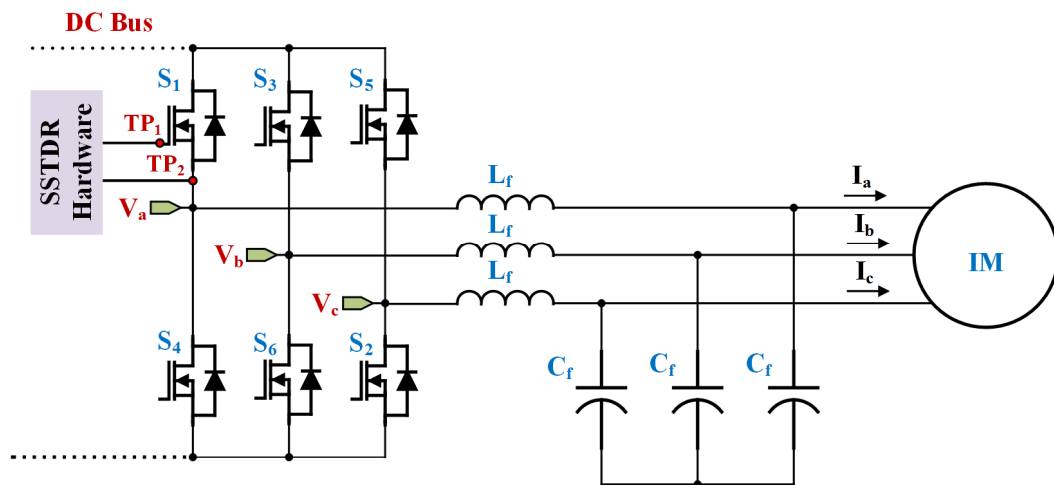 DC Bus
S1
S3
S5
SSTDR
Hardware
TP1
TP2
Va
Vb
Vc
Lf
Lf
Lf
Ia
Ib
Ic
IM
S4
S6
S2
Cf
Cf
Cf